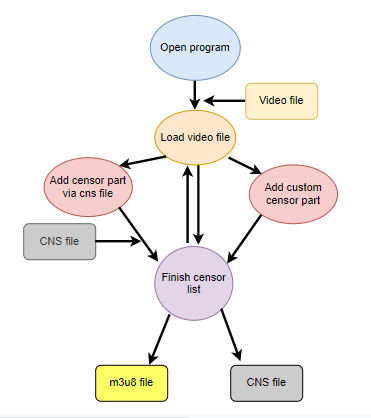 Open program
Video file
Load video file
Add censor part
via cns file
Add custom
censor part
CNS file
Finish censor
list
m3u8 file
CNS file